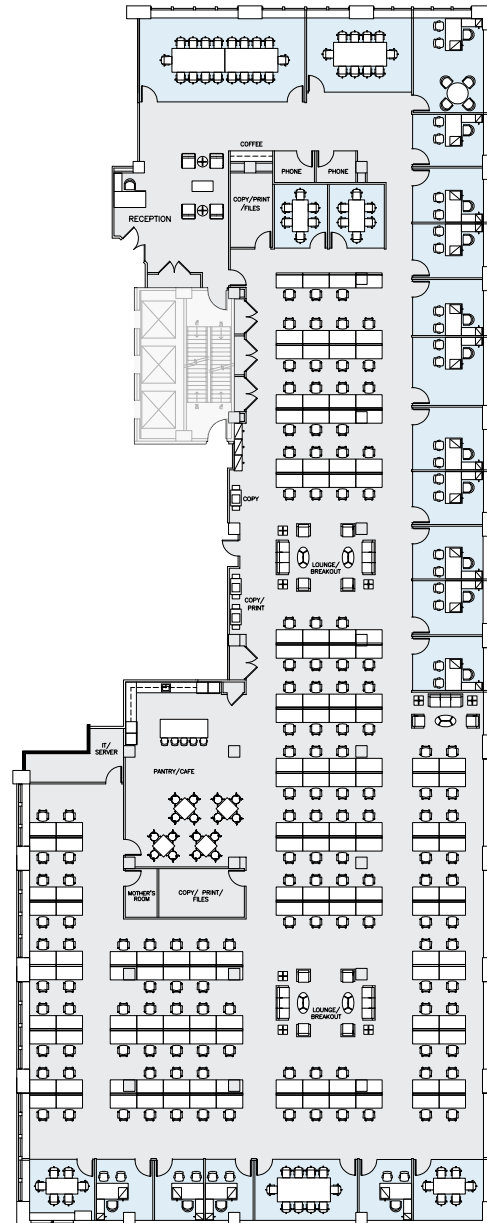 COFFEE
PHONE
PHONE
COPY/PRINT
/FILES
RECEPTION
COPY
LOUNGE/
BREAKOUT
COPY/
PRINT
IT/
SERVER
PANTRY/CAFE
MOTHER'S
ROOM
COPY/ PRINT/
FILES
LOUNGE/
BREAKOUT